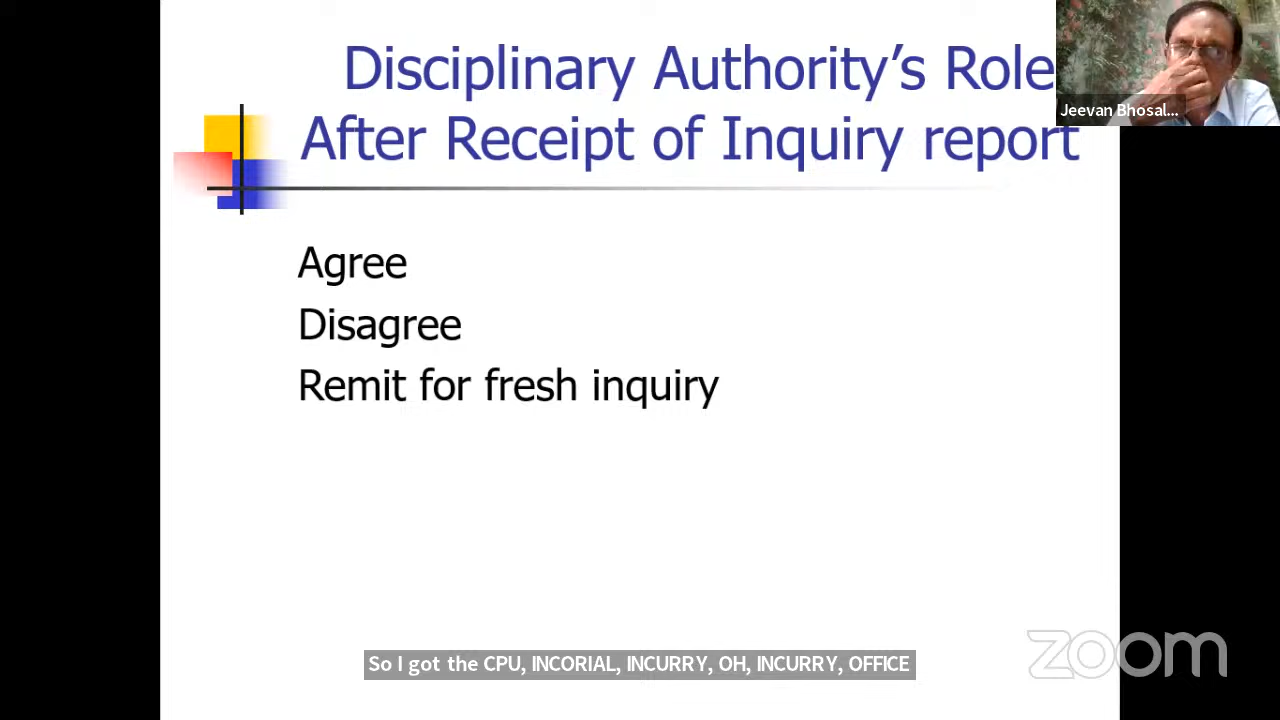 Disciplinary Authority's Role
After Receipt of Inquiry report
Jeevan Bhosal...
Agree
Disagree
Remit for fresh inquiry
So I got the CPU, INCORIAL, INCURRY, OH, INCURRY, OFFICE
zoom